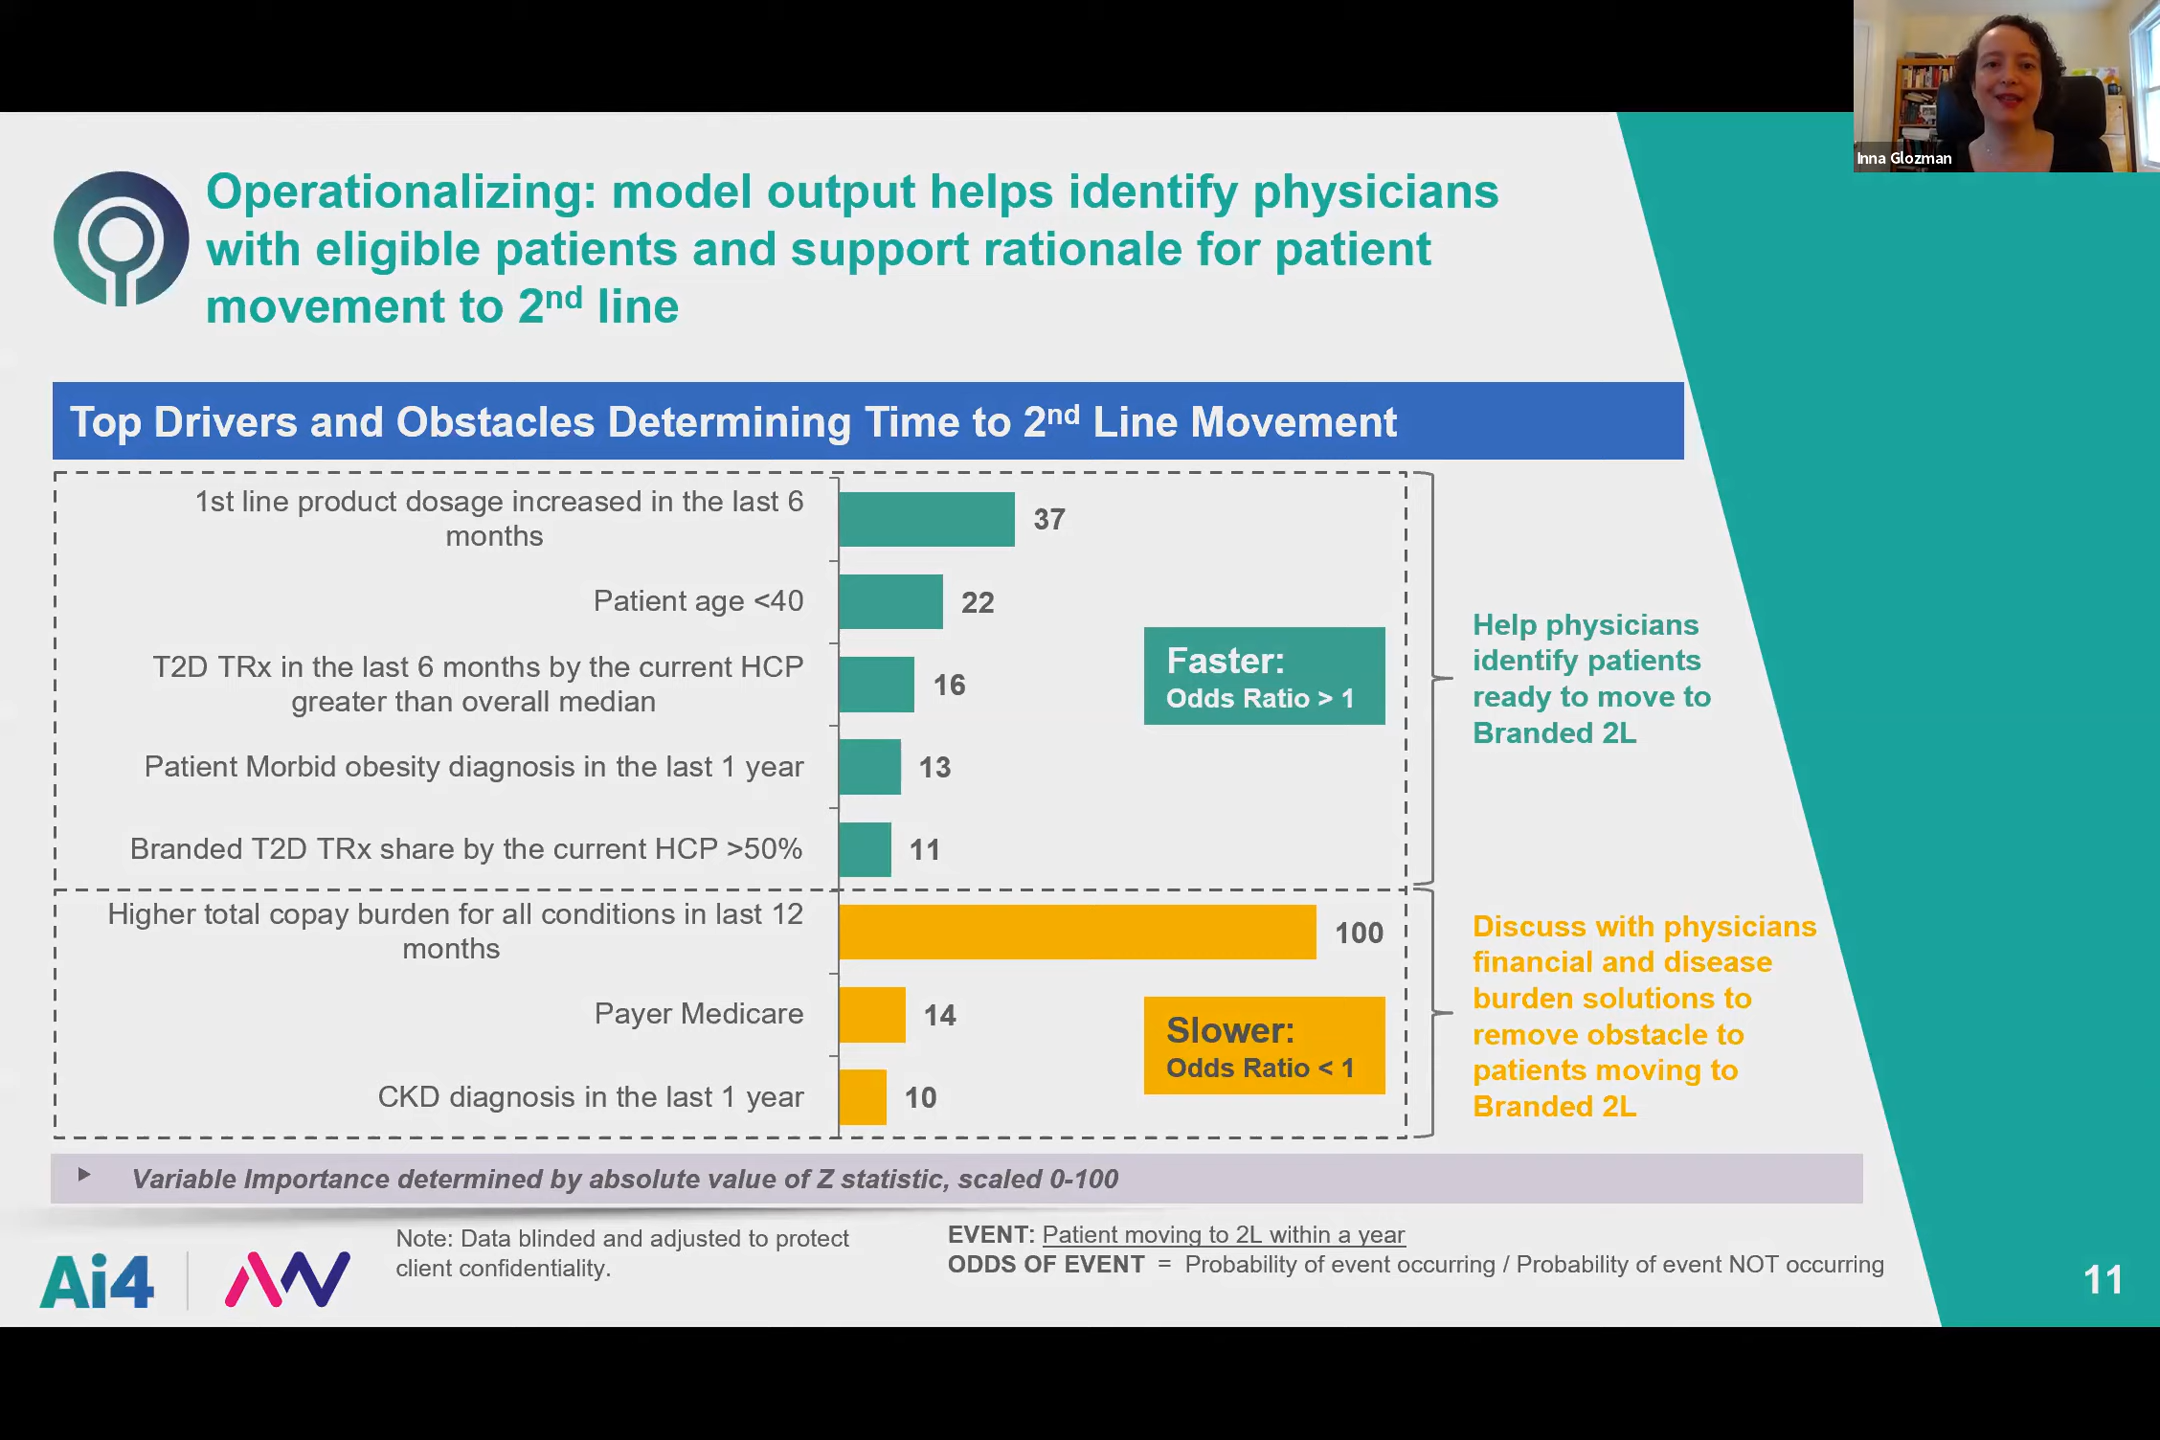 Inna Glozman
Operationalizing: model output helps identify physicians
with eligible patients and support rationale for patient
movement to 2nd line
Top Drivers and Obstacles Determining Time to 2nd Line Movement
1st line product dosage increased in the last 6
months
37
Patient age <40
22
T2D TRx in the last 6 months by the current HCP
greater than overall median
16
Patient Morbid obesity diagnosis in the last 1 year
13
Branded T2D TRx share by the current HCP >50%
11
Faster:
Odds Ratio > 1
Help physicians
identify patients
ready to move to
Branded 2L
Higher total copay burden for all conditions in last 12
months
100
Payer Medicare
14
CKD diagnosis in the last 1 year
10
Slower:
Odds Ratio < 1
Discuss with physicians
financial and disease
burden solutions to
remove obstacle to
patients moving to
Branded 2L
Variable Importance determined by absolute value of Z statistic, scaled 0-100
Ai4
Note: Data blinded and adjusted to protect
client confidentiality.
EVENT: Patient moving to 2L within a year
ODDS OF EVENT = Probability of event occurring / Probability of event NOT occurring
11